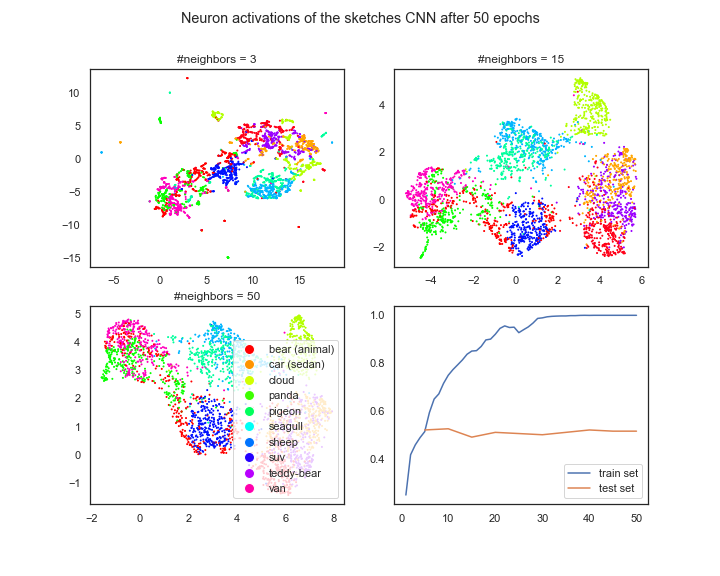 Neuron activations of the sketches CNN after 50 epochs
#neighbors = 3
10
5
0
−5
−10
−15
−5
0
5
10
15
#neighbors = 15
4
2
0
−2
−4
−2
0
2
4
6
#neighbors = 50
5
4
3
2
1
0
−1
−2
0
2
4
6
8
bear (animal)
car (sedan)
cloud
panda
pigeon
seagull
sheep
suv
teddy-bear
van
1.0
0.8
0.6
0.4
0
10
20
30
40
50
train set
test set